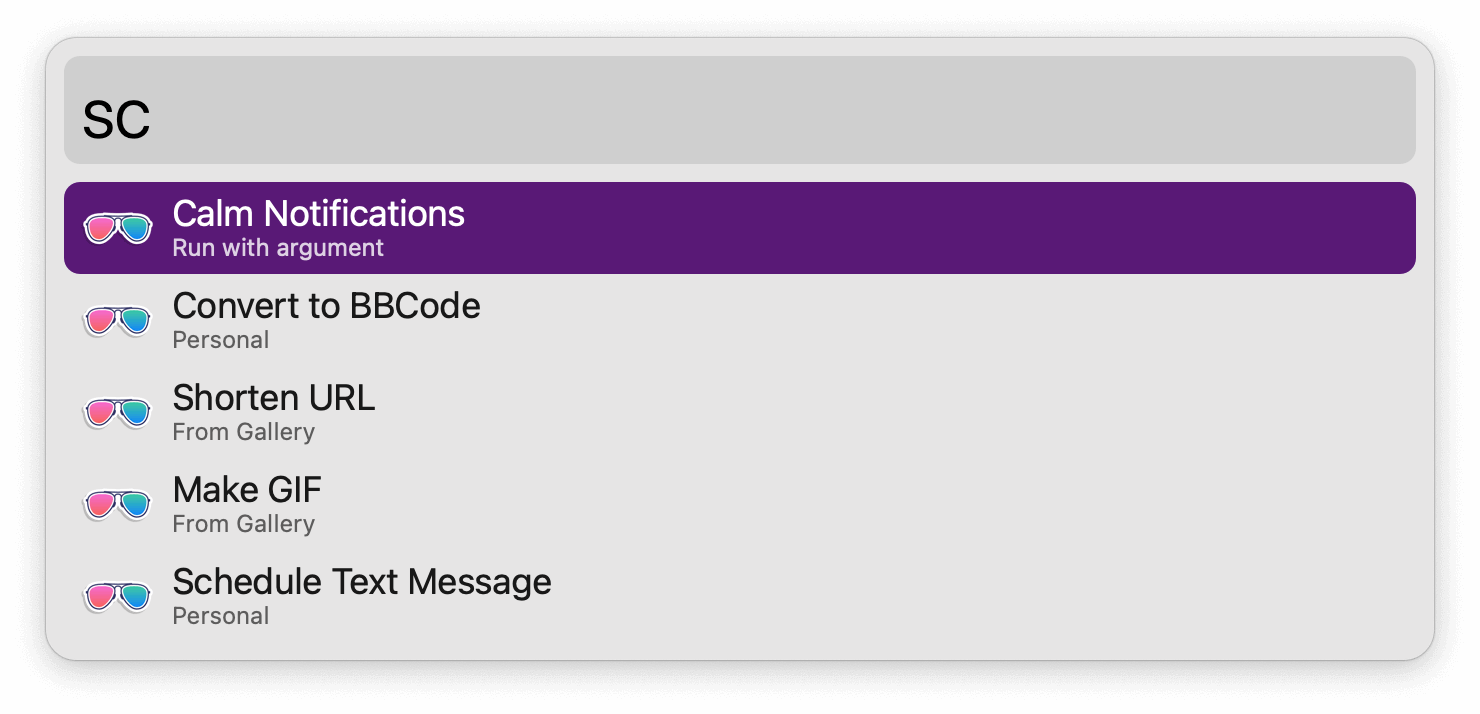 SC
Calm Notifications
Run with argument
Convert to BBCode
Personal
Shorten URL
From Gallery
Make GIF
From Gallery
Schedule Text Message
Personal